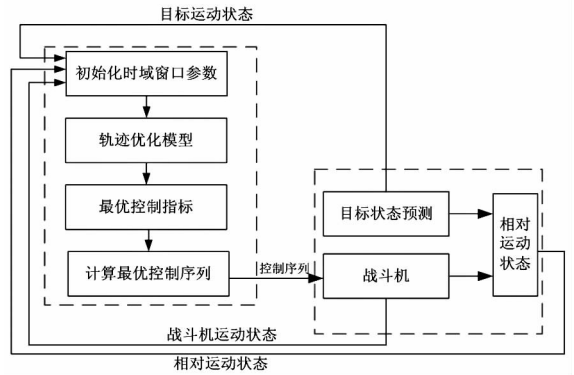 目标运动状态
初始化时域窗口参数
轨迹优化模型
最优控制指标
计算最优控制序列
控制序列
目标状态预测
战斗机
相对
运动
状态
战斗机运动状态
相对运动状态